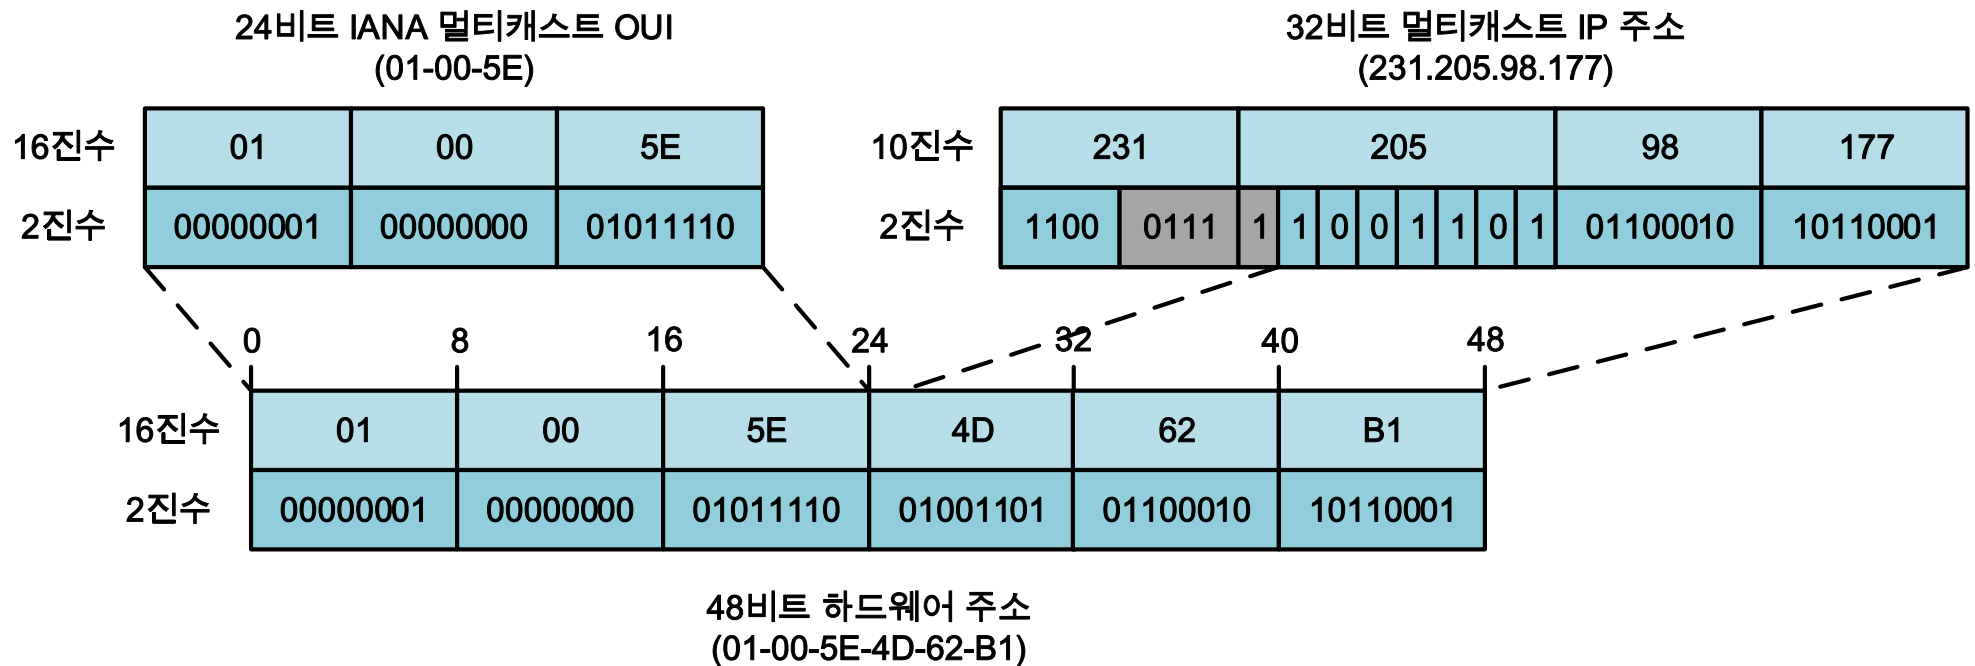 24비트 IANA 멀티캐스트 OUI
(01-00-5E)
16진수 01 00 5E
2진수 00000001 00000000 01011110
32비트 멀티캐스트 IP 주소
(231.205.98.177)
10진수 231 205 98 177
2진수 1100 0111 1 1 0 0 1 1 0 1 01100010 10110001
0 8 16 24 32 40 48
16진수 01 00 5E 4D 62 B1
2진수 00000001 00000000 01011110 01001101 01100010 10110001
48비트 하드웨어 주소
(01-00-5E-4D-62-B1)